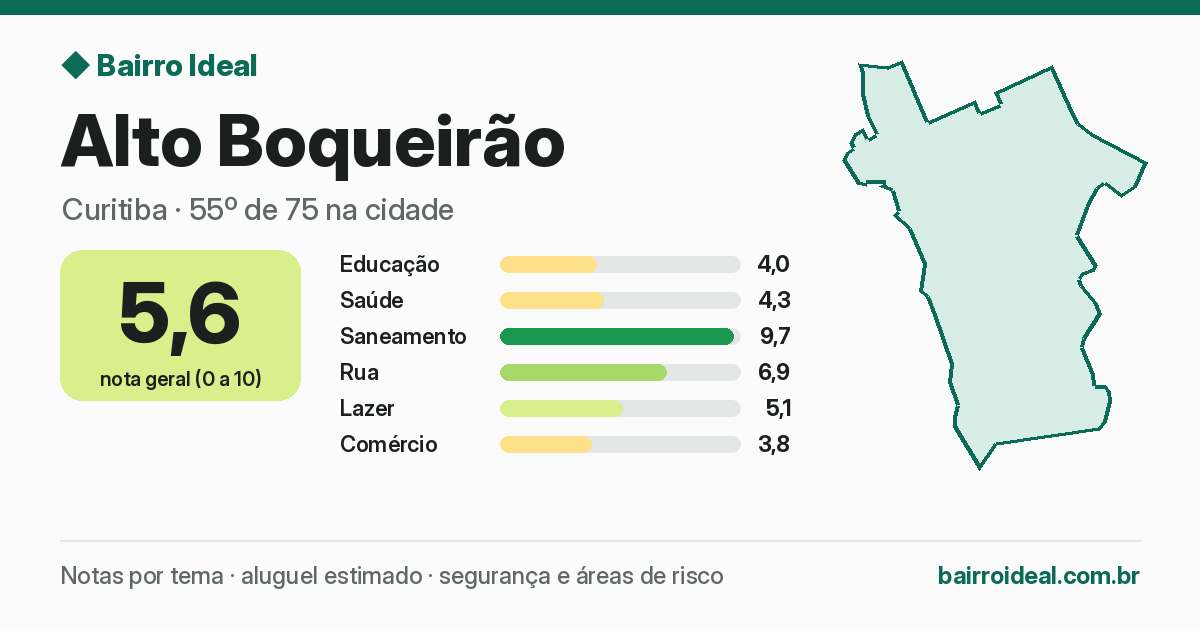 Bairro Ideal
Alto Boqueirão
Curitiba · 55º de 75 na cidade
5,6
nota geral (0 a 10)
Educação 4,0
Saúde 4,3
Saneamento 9,7
Rua 6,9
Lazer 5,1
Comércio 3,8
Notas por tema · aluguel estimado · segurança e áreas de risco
bairroideal.com.br